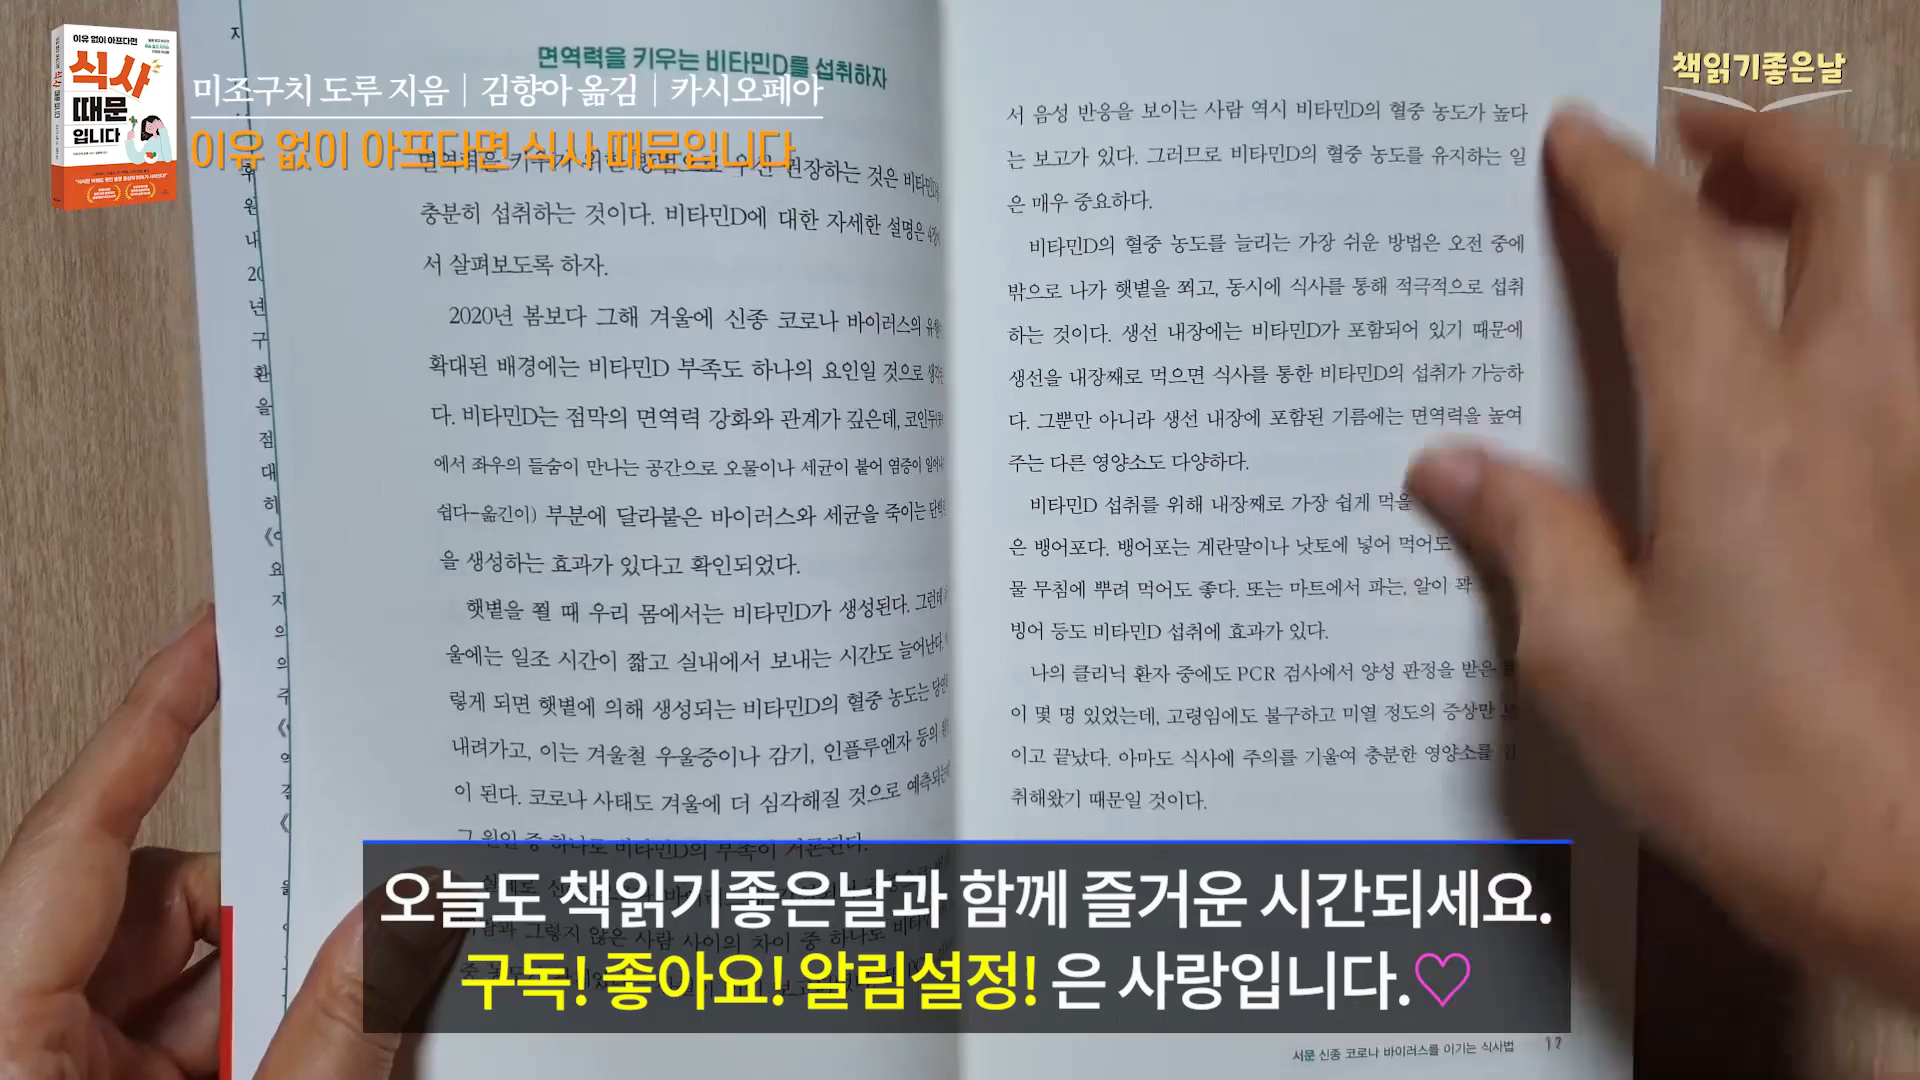 이유 없이 아프다면
식사
때문
입니다
미조구치 도루 지음 | 김향아 옮김 | 카시오페아
이유 없이 아프다면 식사 때문입니다
책읽기좋은날
면역력을 키우는 비타민D를 섭취하자
권장하는 것은
충분히 섭취하는 것이다. 비타민D에 대한 자세한 설명은
서 살펴보도록 하자.
2020년 봄보다 그해 겨울에 신종 코로나 바이러스의
확대된 배경에는 비타민D 부족도 하나의 요인일 것으로
다. 비타민D는 점막의 면역력 강화와 관계가 깊은데,
에서 좌우의 들숨이 만나는 공간으로 오물이나 세균이 붙어 염증이
쉽다-옮긴이) 부분에 달라붙은 바이러스와 세균을 죽이는
을 생성하는 효과가 있다고 확인되었다.
햇볕을 쬘 때 우리 몸에서는 비타민D가 생성된다. 그런데
울에는 일조 시간이 짧고 실내에서 보내는 시간도 늘어난다.
렇게 되면 햇볕에 의해 생성되는 비타민D의 혈중 농도는
내려가고, 이는 겨울철 우울증이나 감기, 인플루엔자 등의
이 된다. 코로나 사태도 겨울에 더 심각해질 것으로
서 음성 반응을 보이는 사람 역시 비타민D의 혈중 농도가 높다
는 보고가 있다. 그러므로 비타민D의 혈중 농도를 유지하는 일
은 매우 중요하다.
비타민D의 혈중 농도를 늘리는 가장 쉬운 방법은 오전 중에
밖으로 나가 햇볕을 쬐고, 동시에 식사를 통해 적극적으로 섭취
하는 것이다. 생선 내장에는 비타민D가 포함되어 있기 때문에
생선을 내장째로 먹으면 식사를 통한 비타민D의 섭취가 가능하
다. 그뿐만 아니라 생선 내장에 포함된 기름에는 면역력을 높여
주는 다른 영양소도 다양하다.
비타민D 섭취를 위해 내장째로 가장 쉽게 먹을
은 뱅어포다. 뱅어포는 계란말이나 낫토에 넣어 먹어도
물 무침에 뿌려 먹어도 좋다. 또는 마트에서 파는, 알이 꽉
빙어 등도 비타민D 섭취에 효과가 있다.
나의 클리닉 환자 중에도 PCR 검사에서 양성 판정을 받은
이 몇 명 있었는데, 고령임에도 불구하고 미열 정도의 증상만
이고 끝났다. 아마도 식사에 주의를 기울여 충분한 영양소를
취해왔기 때문일 것이다.
오늘도 책읽기좋은날과 함께 즐거운 시간되세요.
구독! 좋아요! 알림설정! 은 사랑입니다.♡
서문 신종 코로나 바이러스를 이기는 식사법